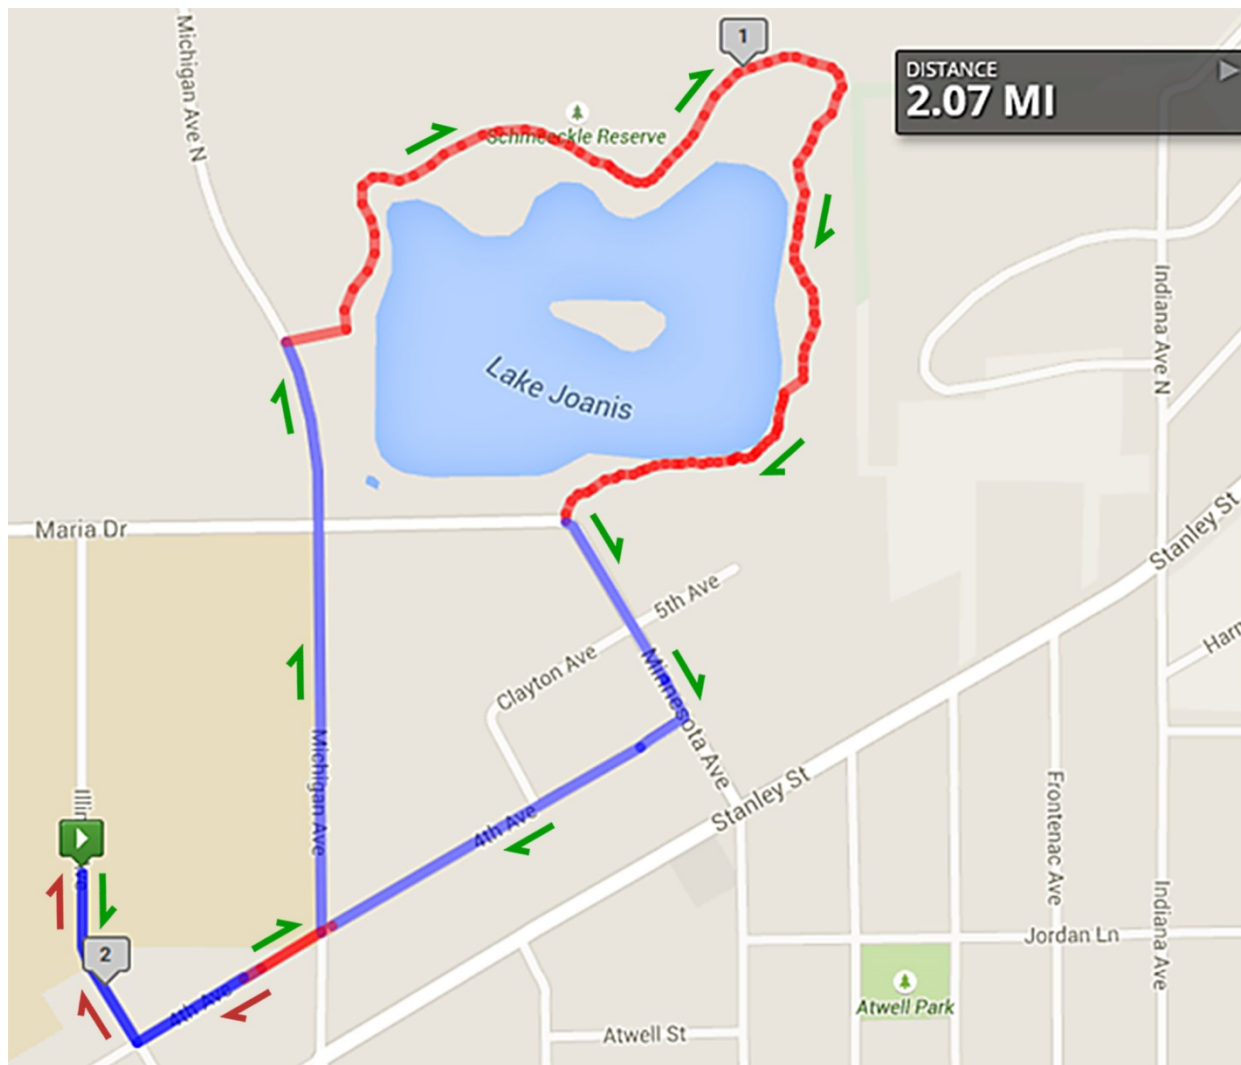 Michigan Ave N
1
DISTANCE
2.07 MI
Schmeeckle Reserve
Indiana Ave N
Lake Joanis
Maria Dr
Stanley St
5th Ave
Clayton Ave
Minnesota Ave
Michigan Ave
Stanley St
4th Ave
Frontenac Ave
Indiana Ave
2
4th Ave
Jordan Ln
Atwell Park
Atwell St